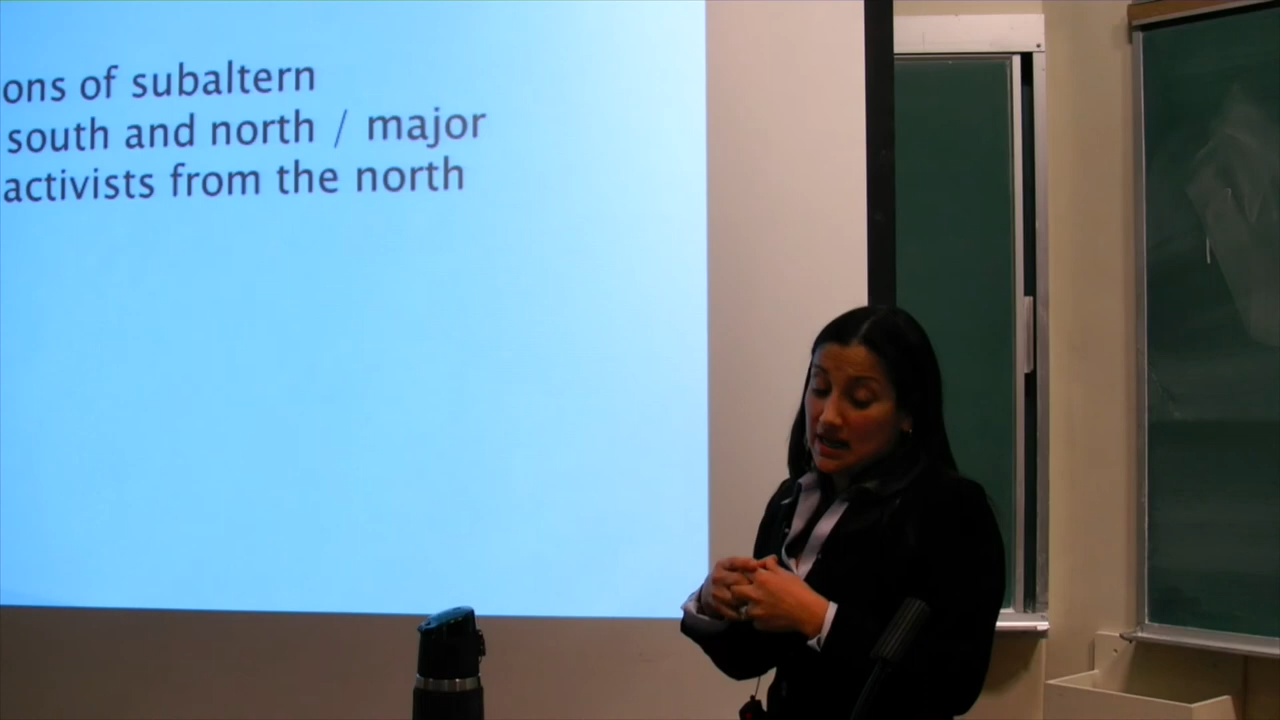 ons of subaltern
south and north / major
activists from the north